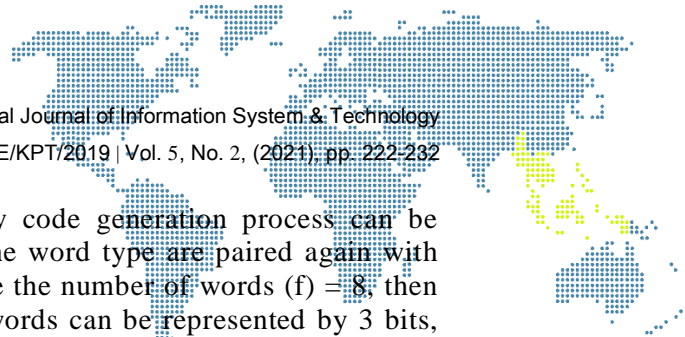 al Journal of Information System & Technology
E/KPT/2019 | Vol. 5, No. 2, (2021), pp. 222-232
y code generation process can be
ne word type are paired again with
e the number of words (f) = 8, then
words can be represented by 3 bits,